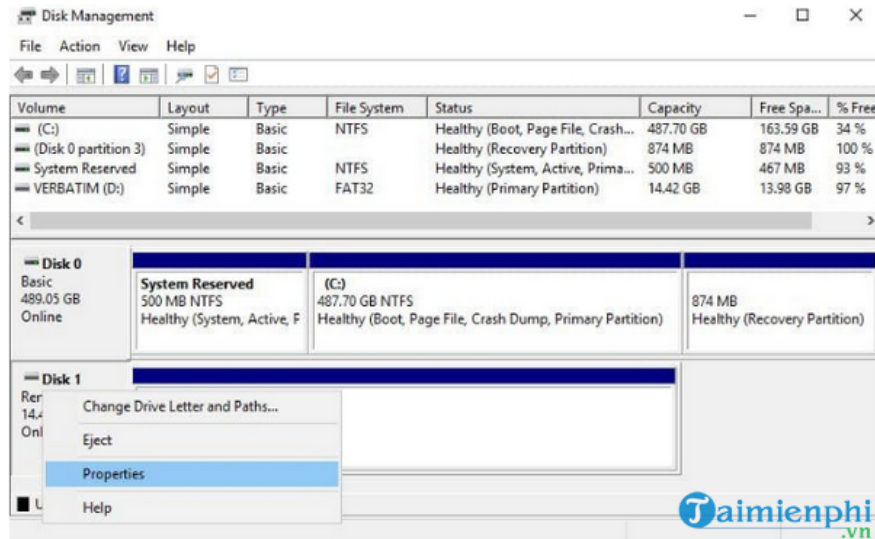 Disk Management
File Action View Help
Volume Layout Type File System Status Capacity Free Spa... % Free
(C:) Simple Basic NTFS Healthy (Boot, Page File, Crash... 487.70 GB 163.59 GB 34 %
(Disk 0 partition 3) Simple Basic Healthy (Recovery Partition) 874 MB 874 MB 100 %
System Reserved Simple Basic NTFS Healthy (System, Active, Prima... 500 MB 467 MB 93 %
VERBATIM (D:) Simple Basic FAT32 Healthy (Primary Partition) 14.42 GB 13.98 GB 97 %
Disk 0
Basic
489.05 GB
Online
System Reserved
500 MB NTFS
Healthy (System, Active, P
(C:)
487.70 GB NTFS
Healthy (Boot, Page File, Crash Dump, Primary Partition)
874 MB
Healthy (Recovery Partition)
Disk 1
Change Drive Letter and Paths...
Eject
Properties
Help
Taimienphi
.vn